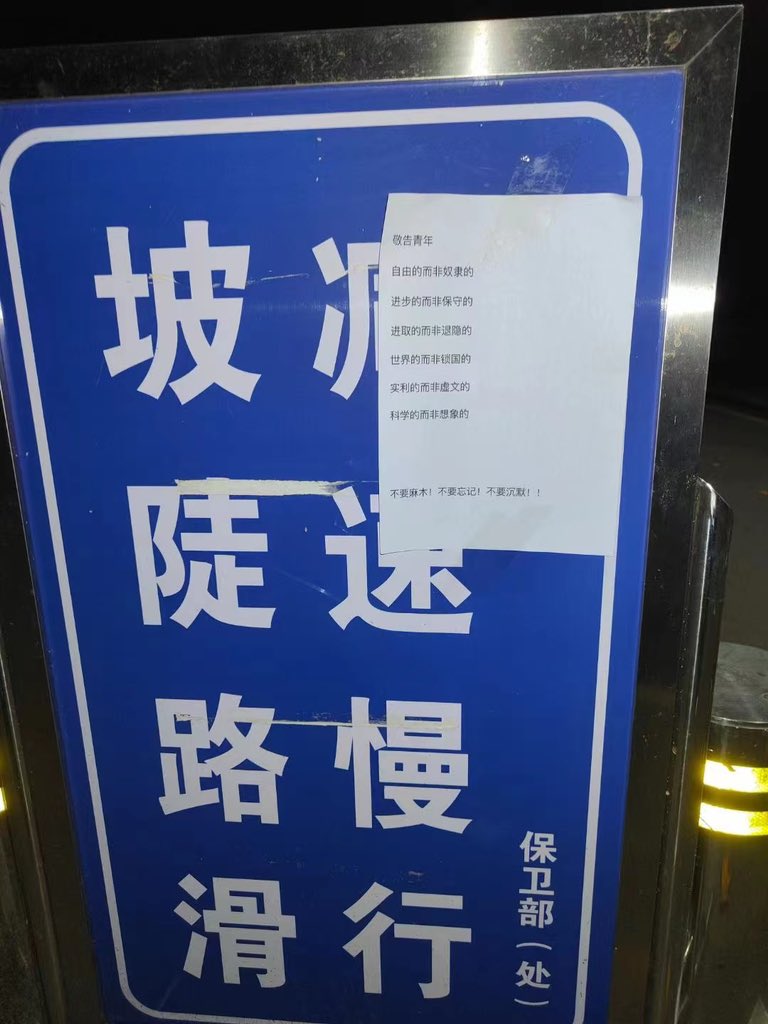 坡陡路滑
减速慢行
保卫部（处）
敬告青年
自由的而非奴隶的
进步的而非保守的
进取的而非退隐的
世界的而非锁国的
实利的而非虚文的
科学的而非想象的
不要麻木！不要忘记！不要沉默！！